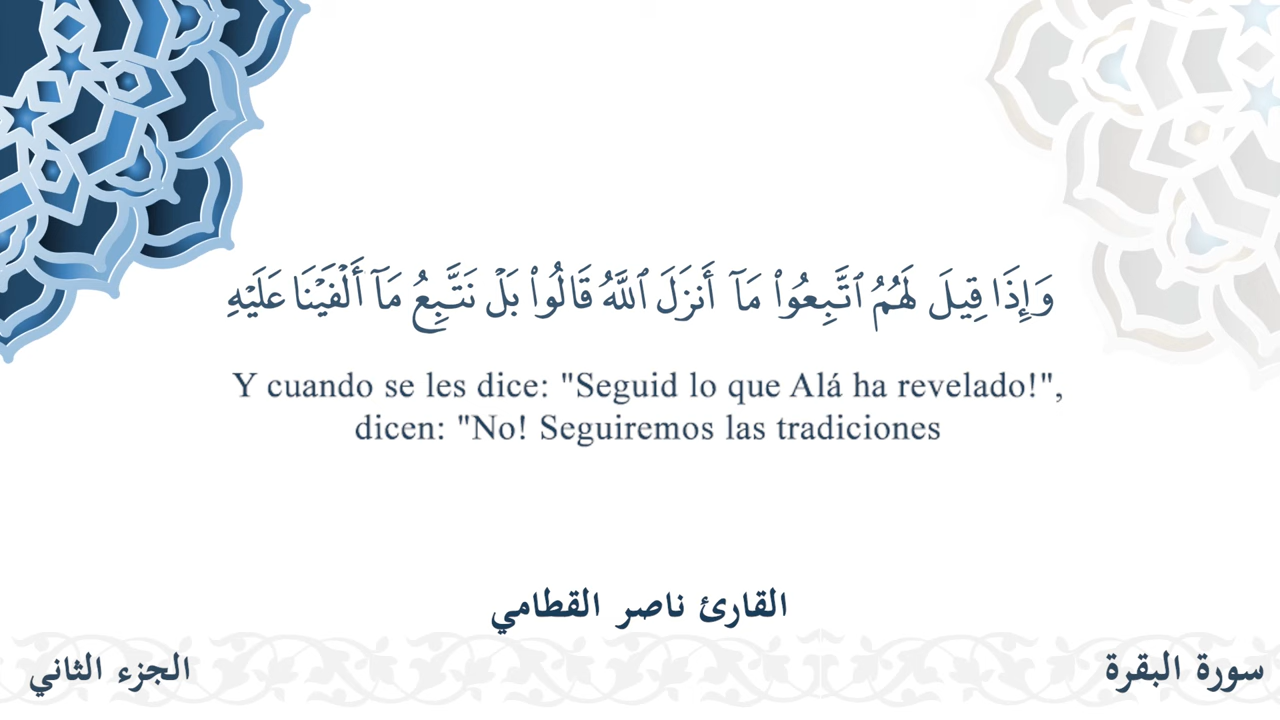 وَإِذَا قِيلَ لَهُمُ ٱتَّبِعُوا۟ مَآ أَنزَلَ ٱللَّهُ قَالُوا۟ بَلْ نَتَّبِعُ مَآ أَلْفَيْنَا عَلَيْهِ
Y cuando se les dice: "Seguid lo que Alá ha revelado!",
dicen: "No! Seguiremos las tradiciones
القارئ ناصر القطامي
سورة البقرة
الجزء الثاني